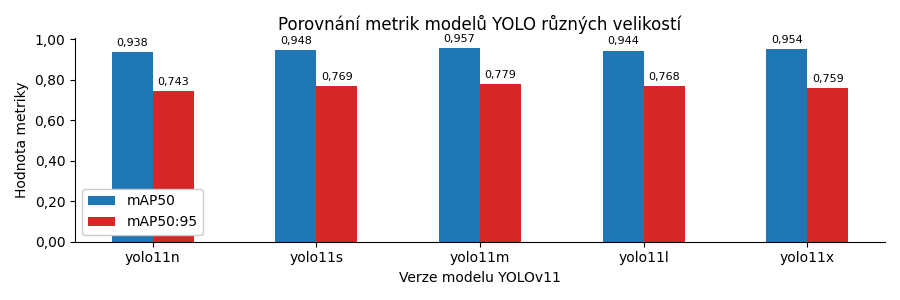 Porovnání metrik modelů YOLO různých velikostí
Hodnota metriky
1,00
0,80
0,60
0,40
0,20
0,00
0,938
0,743
0,948
0,769
0,957
0,779
0,944
0,768
0,954
0,759
mAP50
mAP50:95
yolo11n
yolo11s
yolo11m
yolo11l
yolo11x
Verze modelu YOLOv11